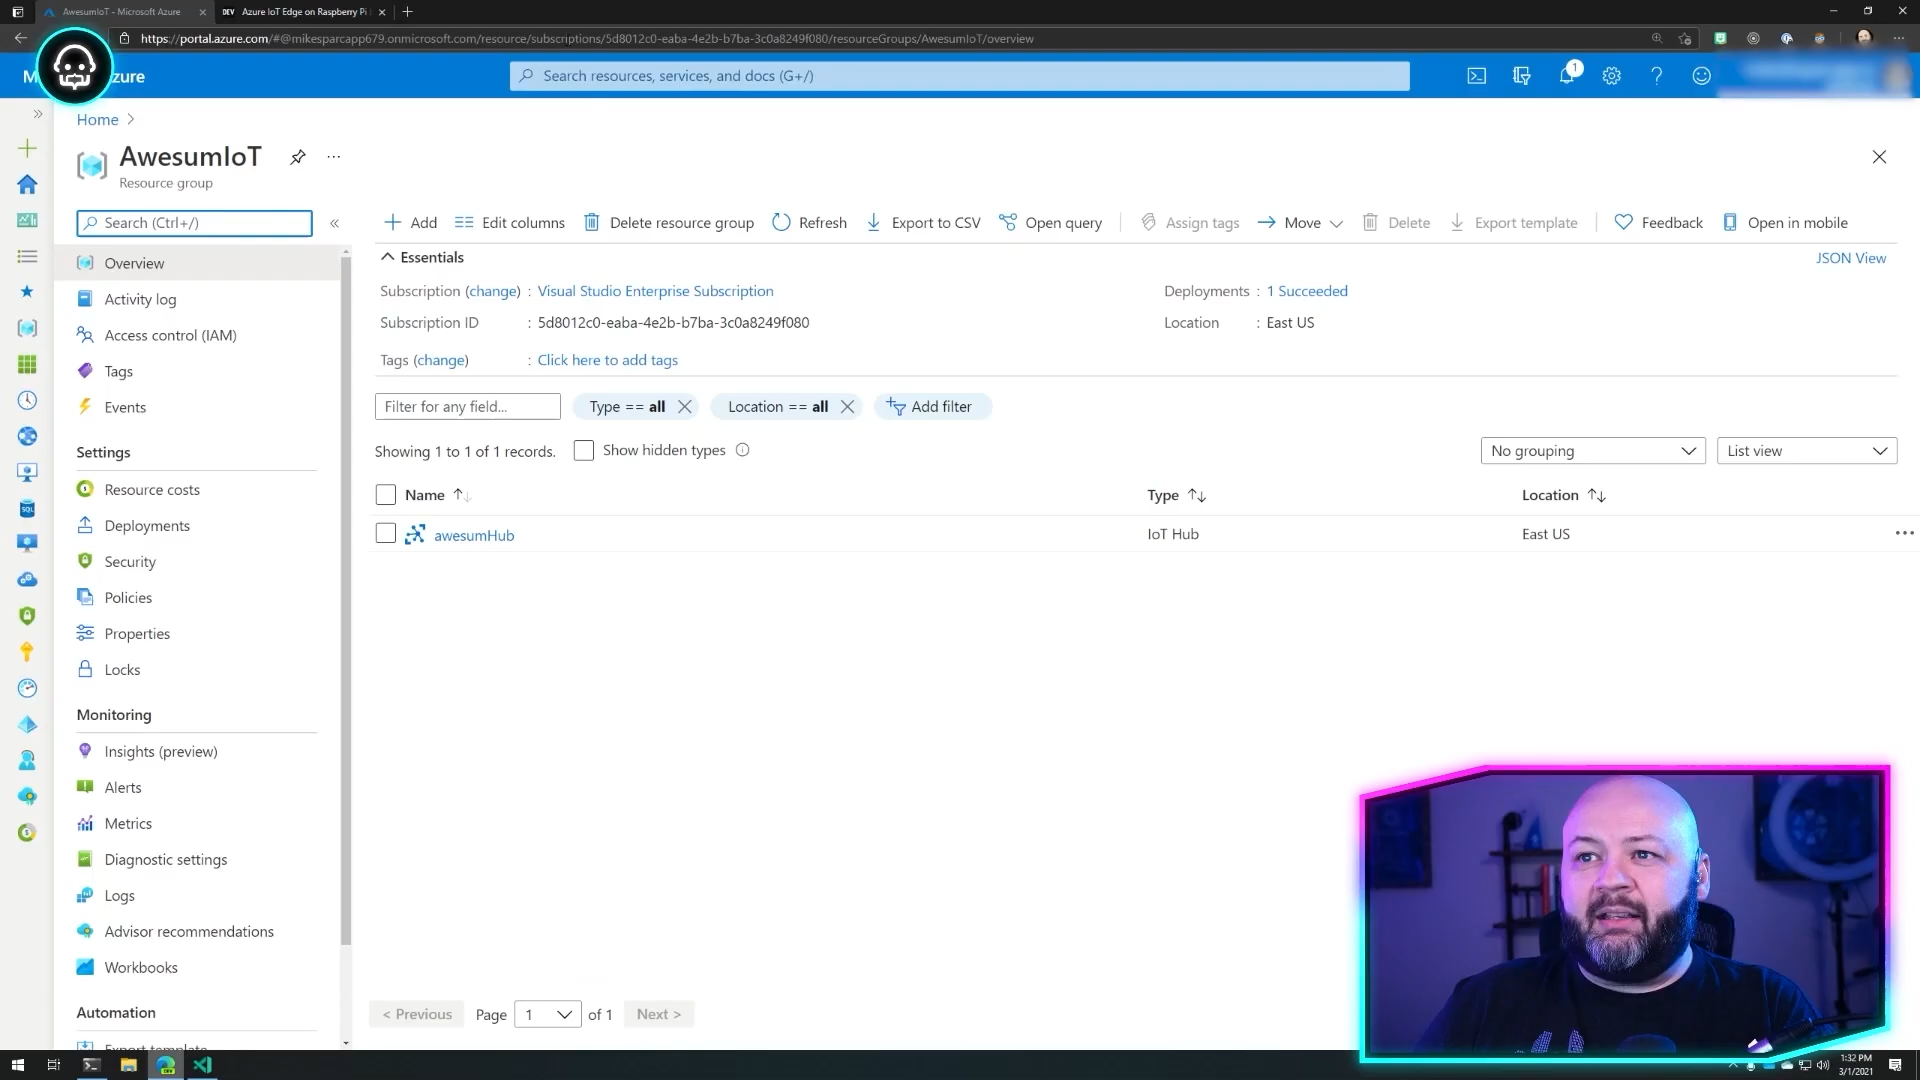 AwesumIoT - Microsoft Azure
DEV Azure IoT Edge on Raspberry Pi
https://portal.azure.com/#@mikesparcapp679.onmicrosoft.com/resource/subscriptions/5d8012c0-eaba-4e2b-b7ba-3c0a8249f080/resourceGroups/AwesumIoT/overview
M zure
Search resources, services, and docs (G+/)
1
Home >
AwesumIoT
Resource group
Search (Ctrl+/)
Add
Edit columns
Delete resource group
Refresh
Export to CSV
Open query
Assign tags
Move
Delete
Export template
Feedback
Open in mobile
Essentials
JSON View
Subscription (change) : Visual Studio Enterprise Subscription
Deployments : 1 Succeeded
Subscription ID : 5d8012c0-eaba-4e2b-b7ba-3c0a8249f080
Location : East US
Tags (change) : Click here to add tags
Filter for any field...
Type == all
Location == all
Add filter
Showing 1 to 1 of 1 records.
Show hidden types
No grouping
List view
Name
Type
Location
awesumHub
IoT Hub
East US
Overview
Activity log
Access control (IAM)
Tags
Events
Settings
Resource costs
Deployments
Security
Policies
Properties
Locks
Monitoring
Insights (preview)
Alerts
Metrics
Diagnostic settings
Logs
Advisor recommendations
Workbooks
Automation
Export template
SQL
< Previous
Page 1 of 1
Next >
1:32 PM
3/1/2021